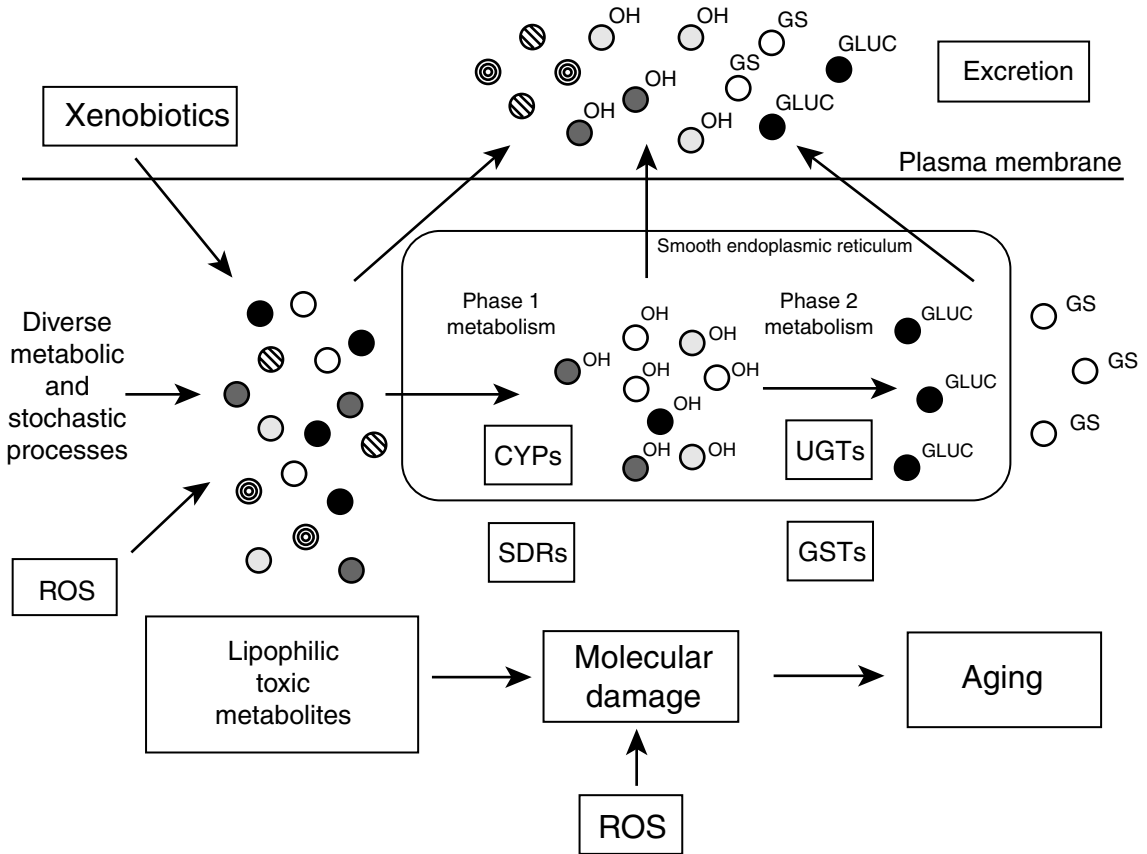 OH
OH
GS
GLUC
GS
OH
OH
OH
GLUC
Excretion
Xenobiotics
Plasma membrane
Smooth endoplasmic reticulum
Phase 1
metabolism
Phase 2
metabolism
Diverse
metabolic
and
stochastic
processes
OH
OH
OH
OH
OH
OH
OH
OH
GLUC
GLUC
GLUC
GS
GS
GS
CYPs
UGTs
SDRs
GSTs
ROS
Lipophilic
toxic
metabolites
Molecular
damage
Aging
ROS